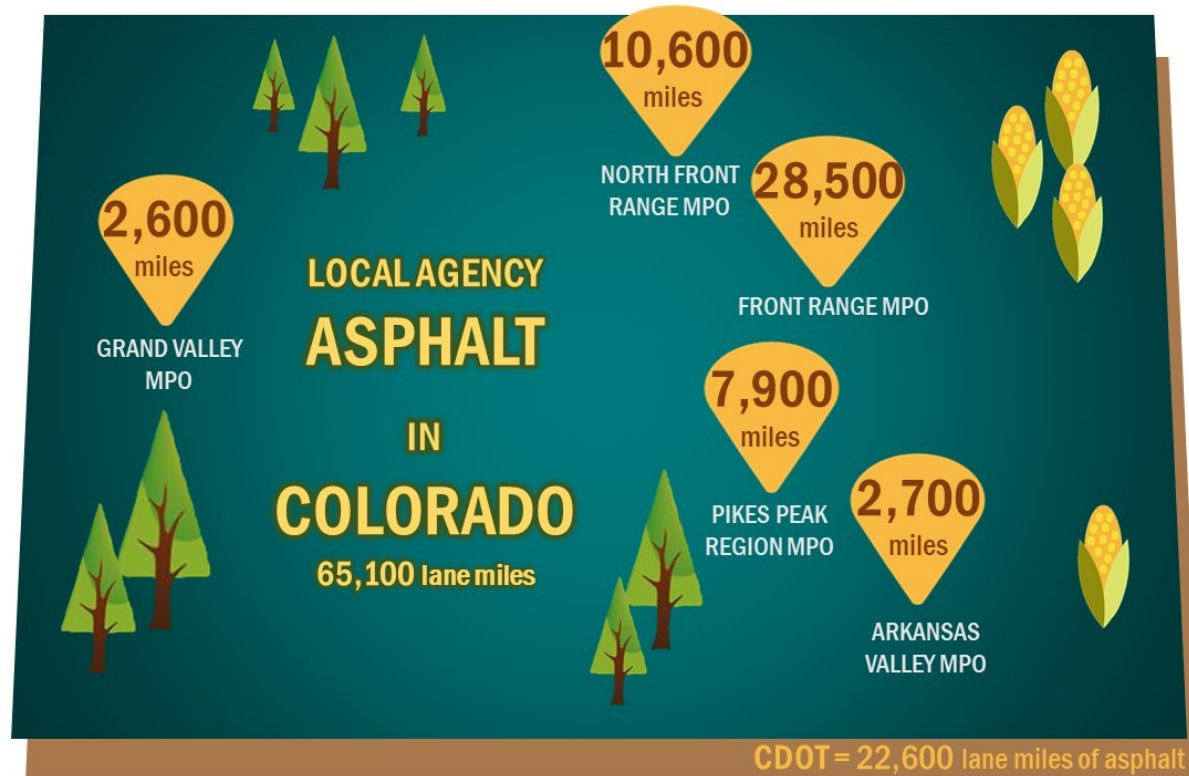 10,600
miles
NORTH FRONT
RANGE MPO
28,500
miles
FRONT RANGE MPO
2,600
miles
GRAND VALLEY
MPO
LOCAL AGENCY
ASPHALT
IN
COLORADO
65,100 lane miles
7,900
miles
PIKES PEAK
REGION MPO
2,700
miles
ARKANSAS
VALLEY MPO
CDOT = 22,600 lane miles of asphalt